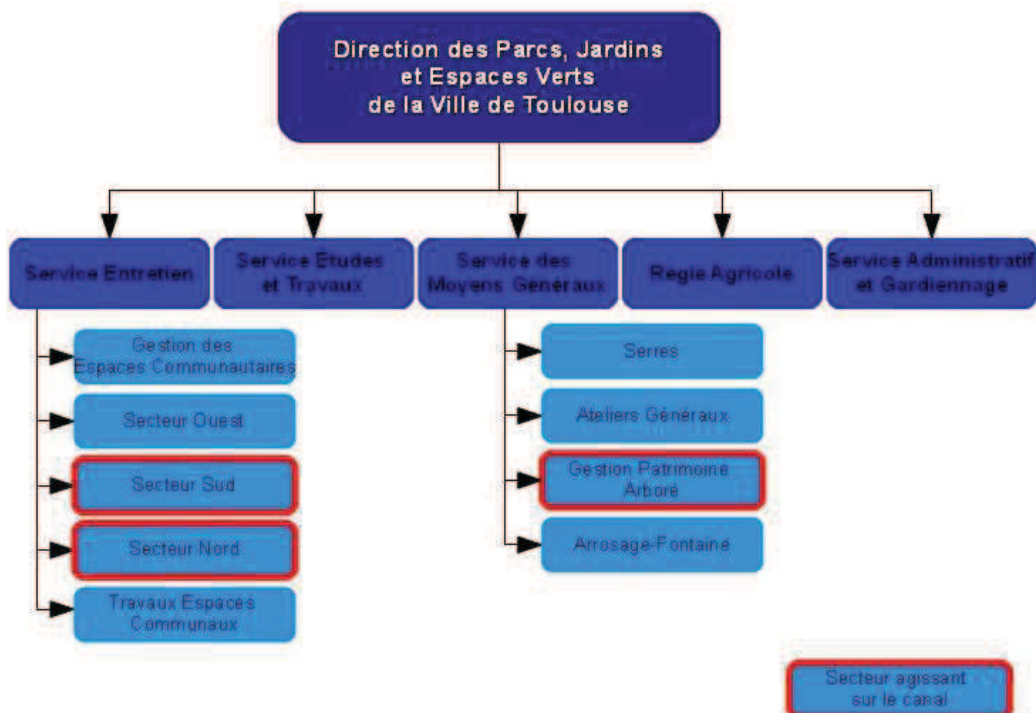 Direction des Parcs, Jardins
et Espaces Verts
de la Ville de Toulouse
Service Entretien
Service Études
et Travaux
Service des
Moyens Généraux
Régie Agricole
Service Administratif
et Gardiennage
Gestion des
Espaces Communautaires
Secteur Ouest
Secteur Sud
Secteur Nord
Travaux Espaces
Communaux
Serres
Ateliers Généraux
Gestion Patrimoine
Arboré
Arrosage-Fontaine
Secteur agissant
sur le canal